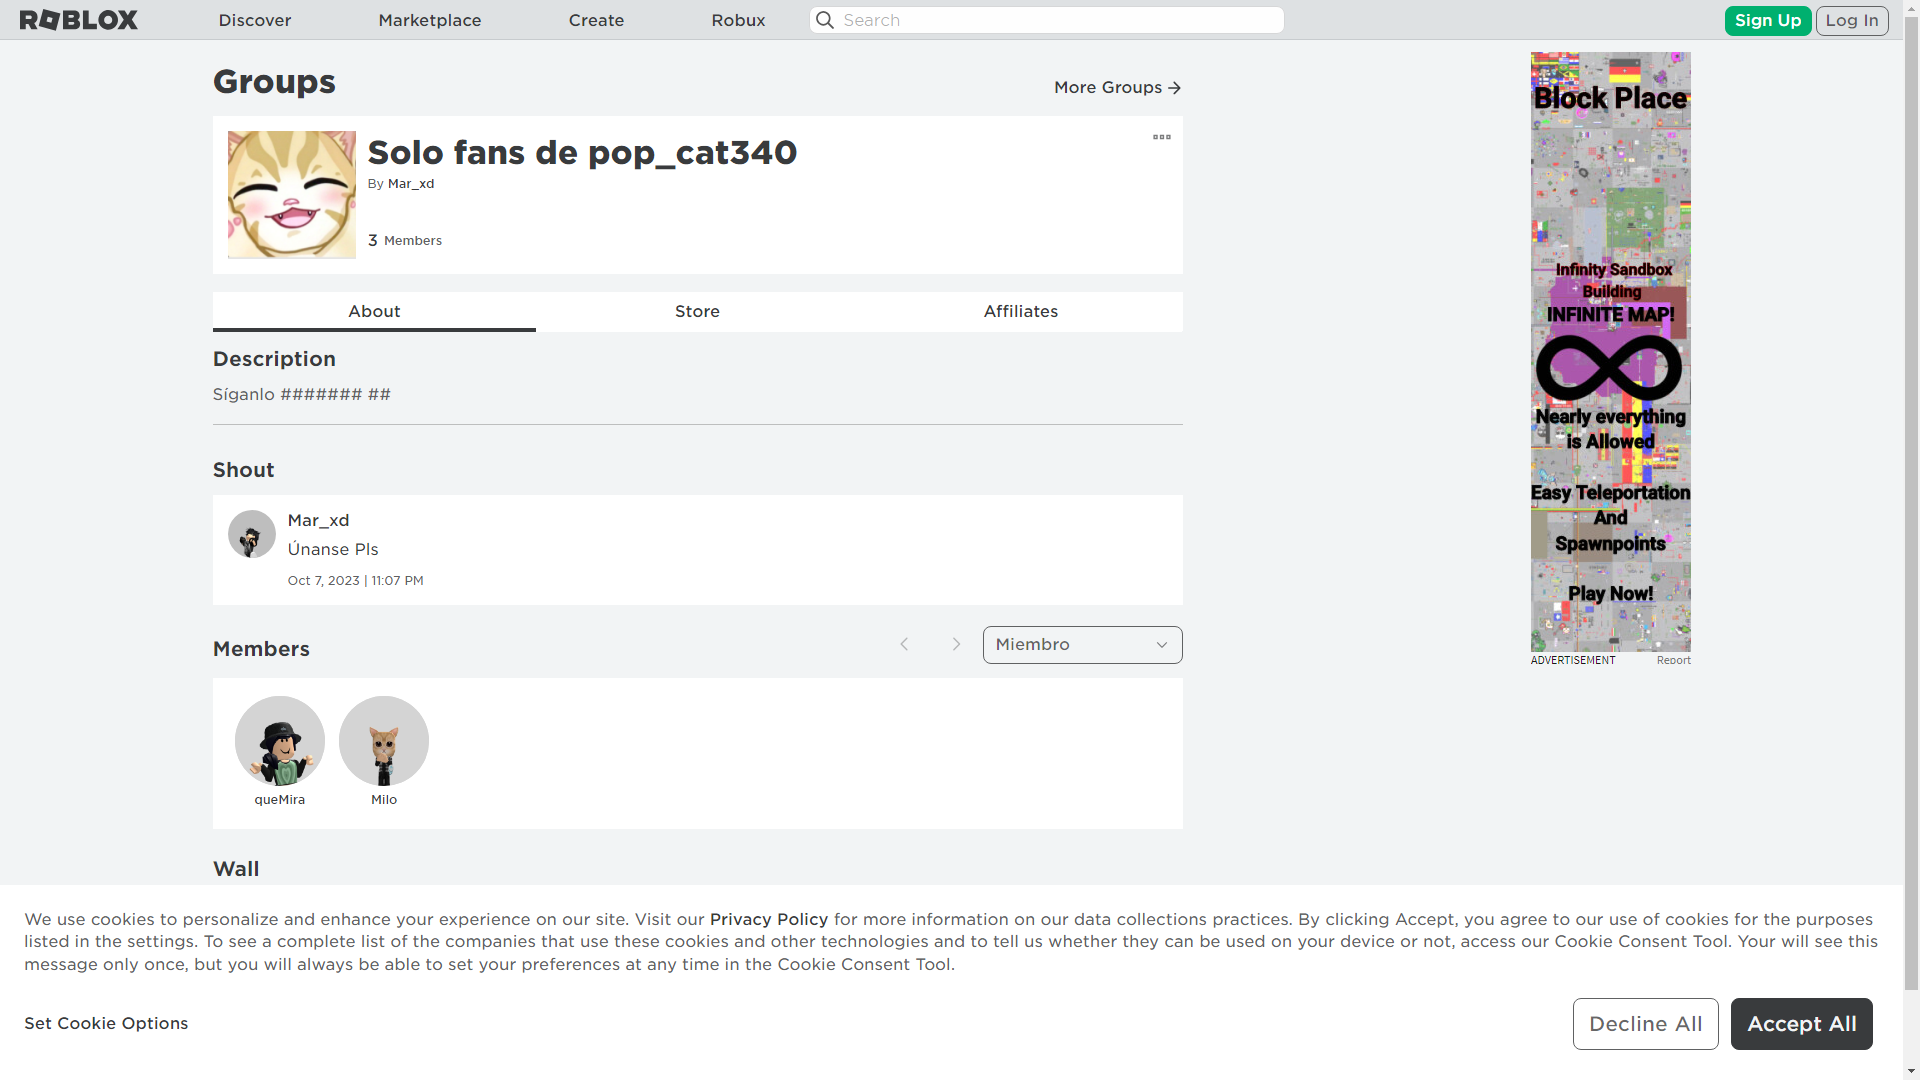 ROBLOX
Discover
Marketplace
Create
Robux
Search
Sign Up
Log In
Groups
More Groups
Solo fans de pop_cat340
By Mar_xd
3 Members
About
Store
Affiliates
Description
Síganlo ####### ##
Shout
Mar_xd
Únanse Pls
Oct 7, 2023 | 11:07 PM
Members
Miembro
queMira
Milo
Wall
Block Place
Infinity Sandbox
Building
INFINITE MAP!
Nearly everything
is Allowed
Easy Teleportation
And
Spawnpoints
Play Now!
ADVERTISEMENT
Report
We use cookies to personalize and enhance your experience on our site. Visit our Privacy Policy for more information on our data collections practices. By clicking Accept, you agree to our use of cookies for the purposes
listed in the settings. To see a complete list of the companies that use these cookies and other technologies and to tell us whether they can be used on your device or not, access our Cookie Consent Tool. Your will see this
message only once, but you will always be able to set your preferences at any time in the Cookie Consent Tool.
Set Cookie Options
Decline All
Accept All